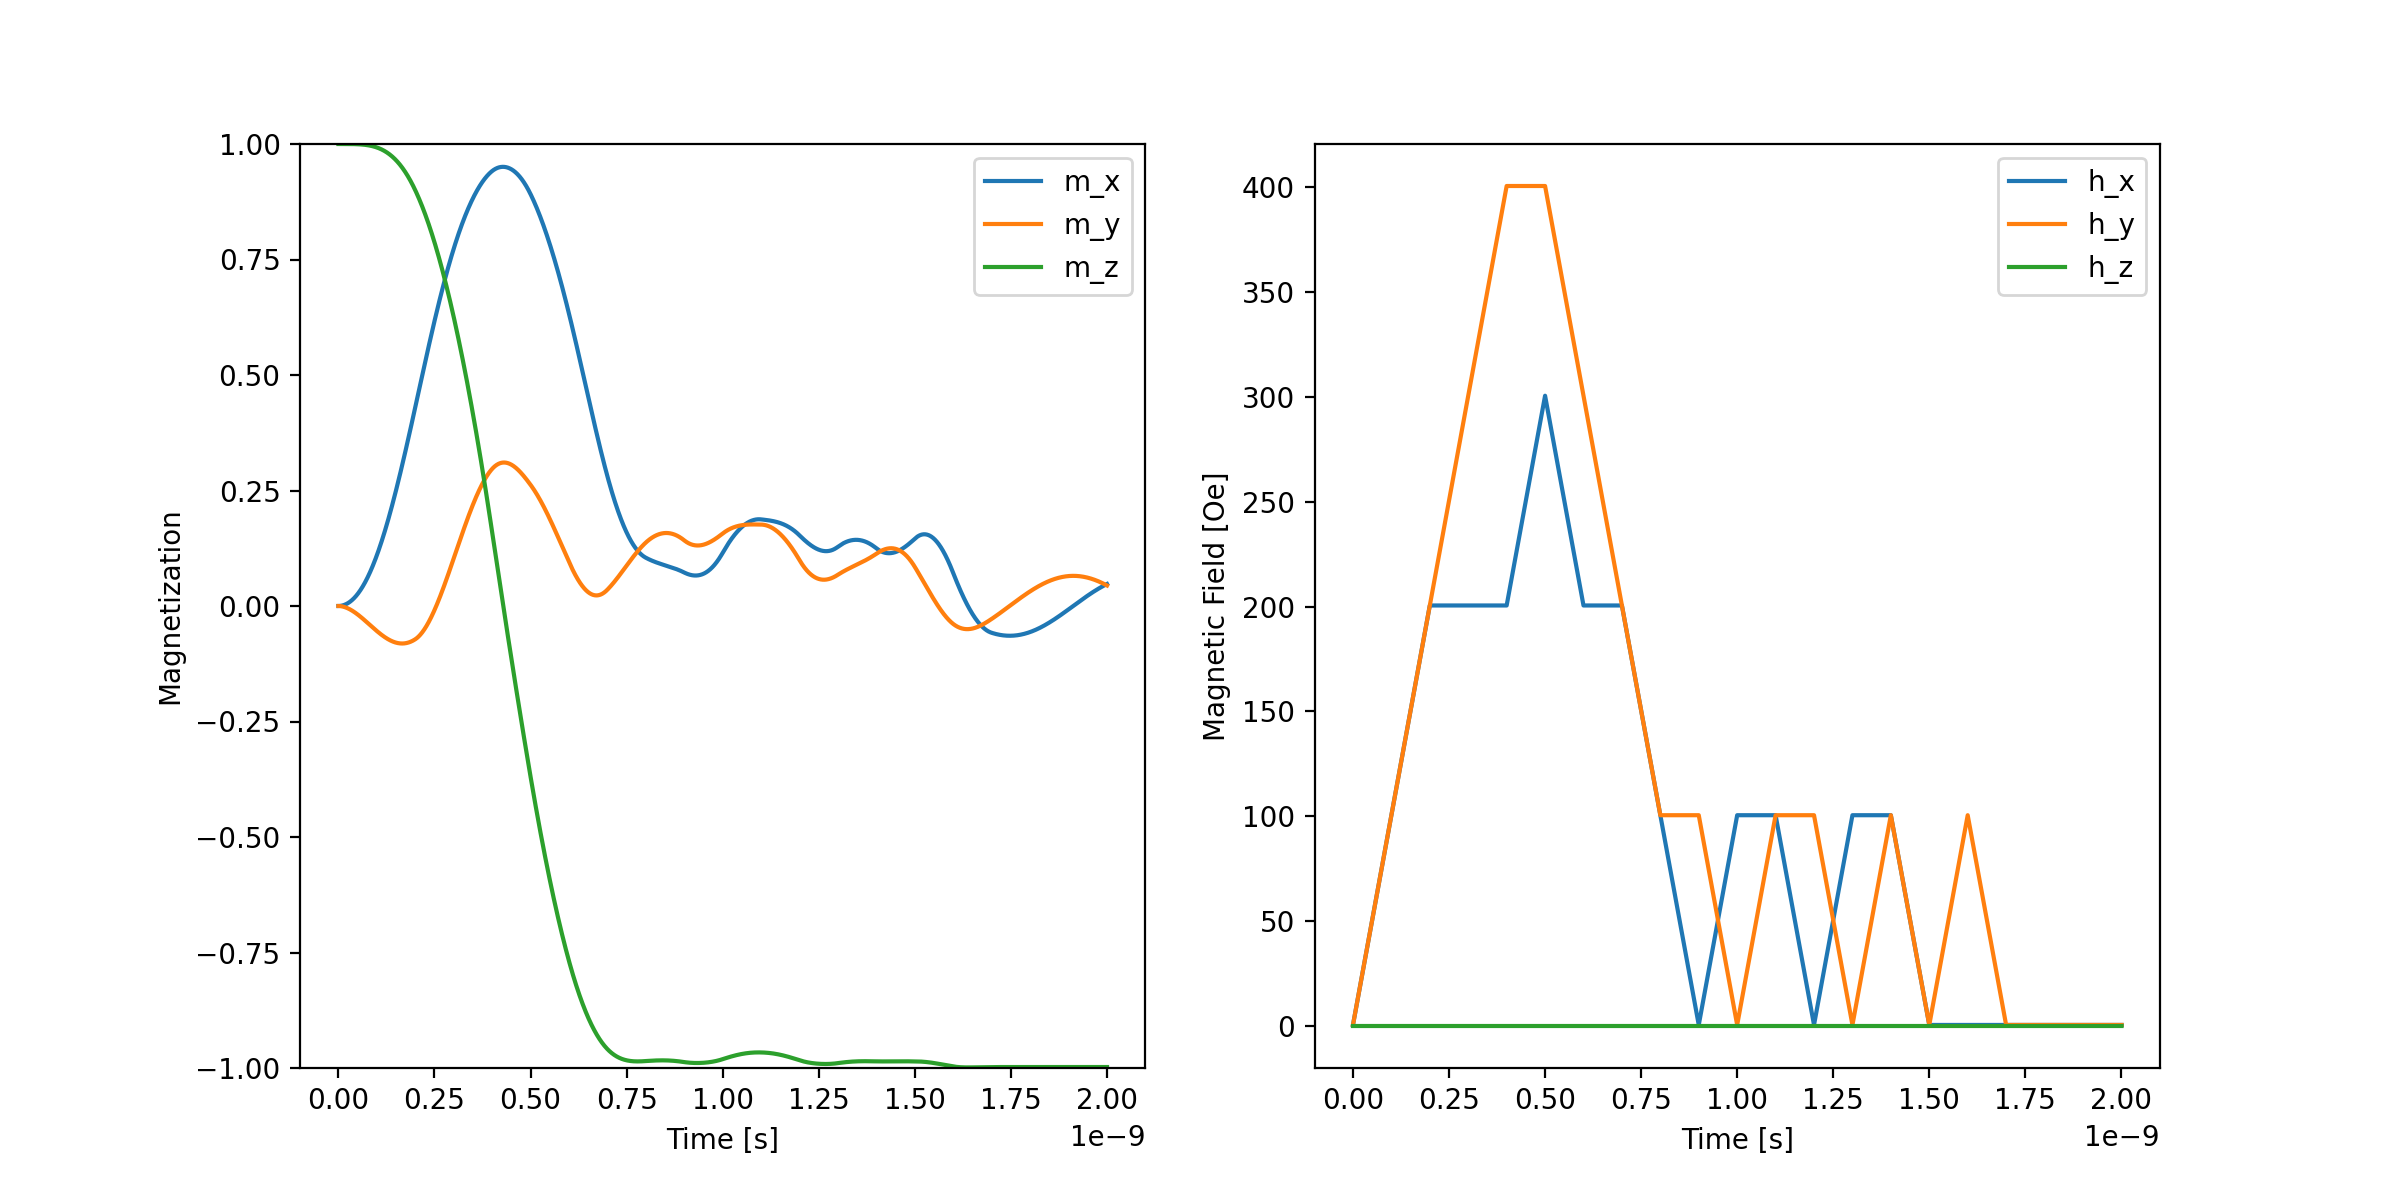 Magnetization
1.00
0.75
0.50
0.25
0.00
−0.25
−0.50
−0.75
−1.00
m_x
m_y
m_z
0.00 0.25 0.50 0.75 1.00 1.25 1.50 1.75 2.00
Time [s]
1e−9
Magnetic Field [Oe]
400
350
300
250
200
150
100
50
0
h_x
h_y
h_z
0.00 0.25 0.50 0.75 1.00 1.25 1.50 1.75 2.00
Time [s]
1e−9